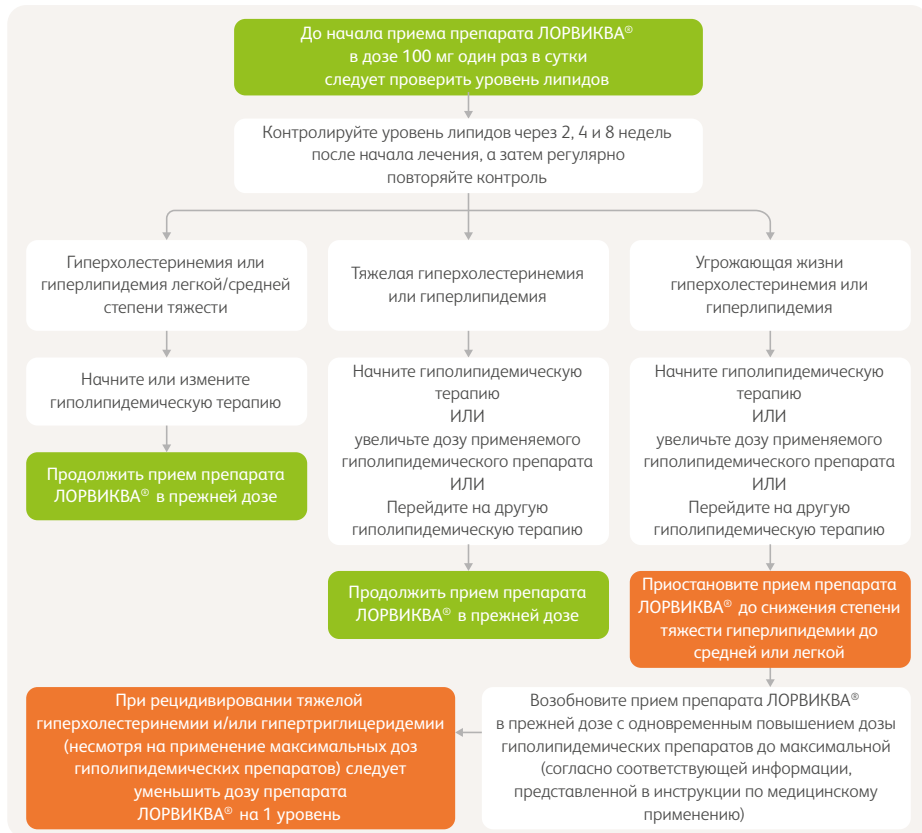 До начала приема препарата ЛОРВИКВА®
в дозе 100 мг один раз в сутки
следует проверить уровень липидов
Контролируйте уровень липидов через 2, 4 и 8 недель
после начала лечения, а затем регулярно
повторяйте контроль
Гиперхолестеринемия или
гиперлипидемия легкой/средней
степени тяжести
Начните или измените
гиполипидемическую терапию
Продолжить прием препарата
ЛОРВИКВА® в прежней дозе
Тяжелая гиперхолестеринемия
или гиперлипидемия
Начните гиполипидемическую
терапию
ИЛИ
увеличьте дозу применяемого
гиполипидемического препарата
ИЛИ
Перейдите на другую
гиполипидемическую терапию
Продолжить прием препарата
ЛОРВИКВА® в прежней дозе
Угрожающая жизни
гиперхолестеринемия или
гиперлипидемия
Начните гиполипидемическую
терапию
ИЛИ
увеличьте дозу применяемого
гиполипидемического препарата
ИЛИ
Перейдите на другую
гиполипидемическую терапию
Приостановите прием препарата
ЛОРВИКВА® до снижения степени
тяжести гиперлипидемии до
средней или легкой
Возобновите прием препарата ЛОРВИКВА®
в прежней дозе с одновременным повышением дозы
гиполипидемических препаратов до максимальной
(согласно соответствующей информации,
представленной в инструкции по медицинскому
применению)
При рецидивировании тяжелой
гиперхолестеринемии и/или гипертриглицеридемии
(несмотря на применение максимальных доз
гиполипидемических препаратов) следует
уменьшить дозу препарата
ЛОРВИКВА® на 1 уровень